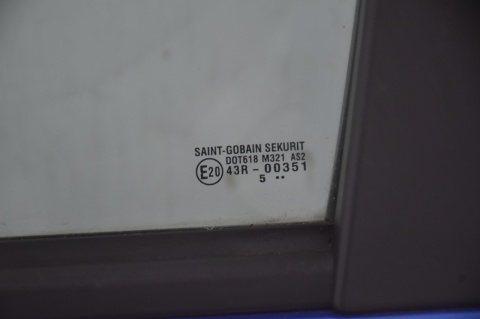 SAINT-GOBAIN SEKURIT
DOT618 M321 AS2
E20 43R - 00351
5 ••